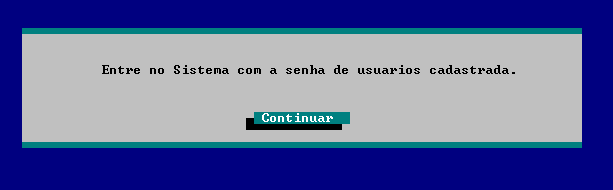 Entre no Sistema com a senha de usuarios cadastrada.
Continuar